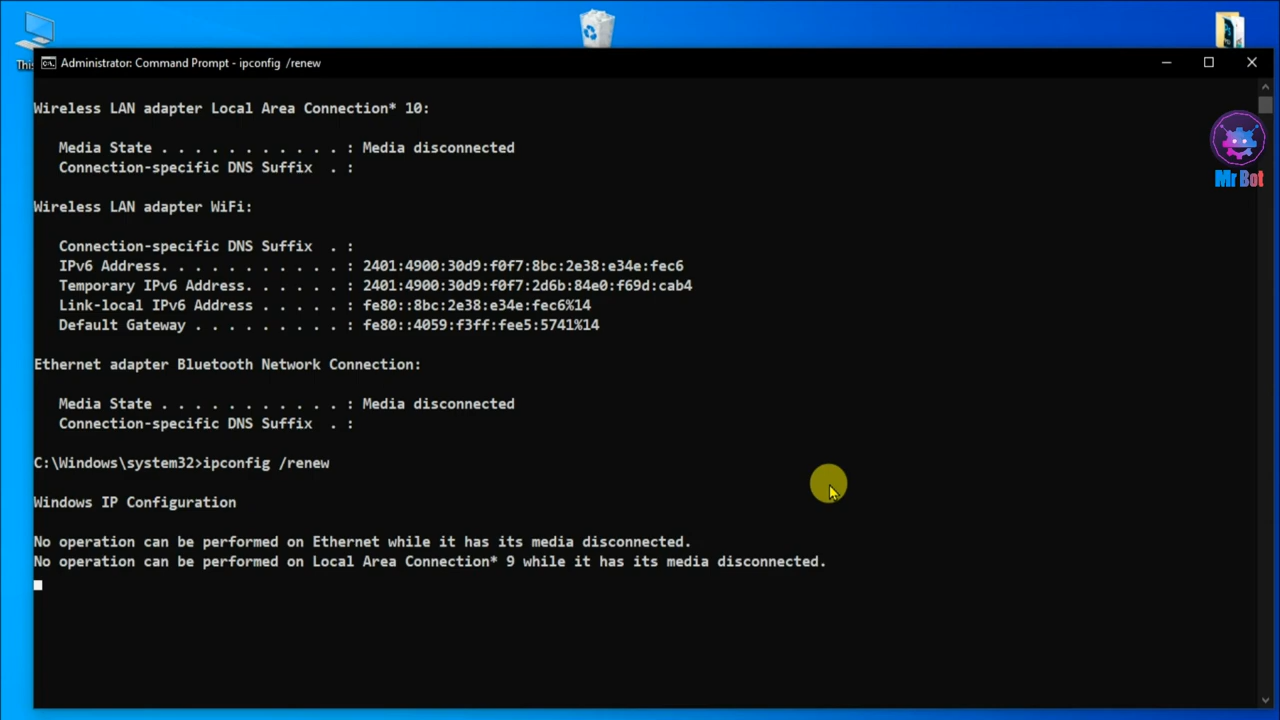 This
Administrator: Command Prompt - ipconfig /renew
Wireless LAN adapter Local Area Connection* 10:
Media State . . . . . . . . . . . : Media disconnected
Connection-specific DNS Suffix  . :
Wireless LAN adapter WiFi:
Connection-specific DNS Suffix  . :
IPv6 Address. . . . . . . . . . . : 2401:4900:30d9:f0f7:8bc:2e38:e34e:fec6
Temporary IPv6 Address. . . . . . : 2401:4900:30d9:f0f7:2d6b:84e0:f69d:cab4
Link-local IPv6 Address . . . . . : fe80::8bc:2e38:e34e:fec6%14
Default Gateway . . . . . . . . . : fe80::4059:f3ff:fee5:5741%14
Ethernet adapter Bluetooth Network Connection:
Media State . . . . . . . . . . . : Media disconnected
Connection-specific DNS Suffix  . :
C:\Windows\system32>ipconfig /renew
Windows IP Configuration
No operation can be performed on Ethernet while it has its media disconnected.
No operation can be performed on Local Area Connection* 9 while it has its media disconnected.
Mr Bot